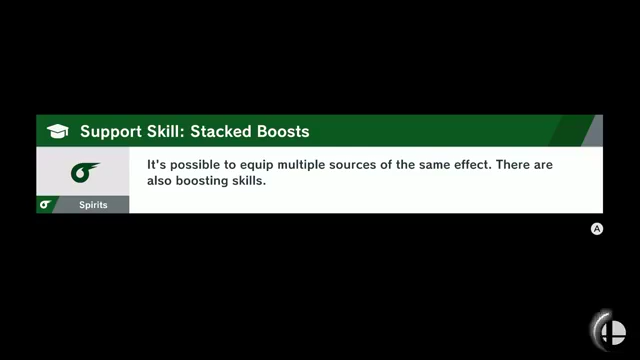 Support Skill: Stacked Boosts
It's possible to equip multiple sources of the same effect. There are
also boosting skills.
Spirits
A